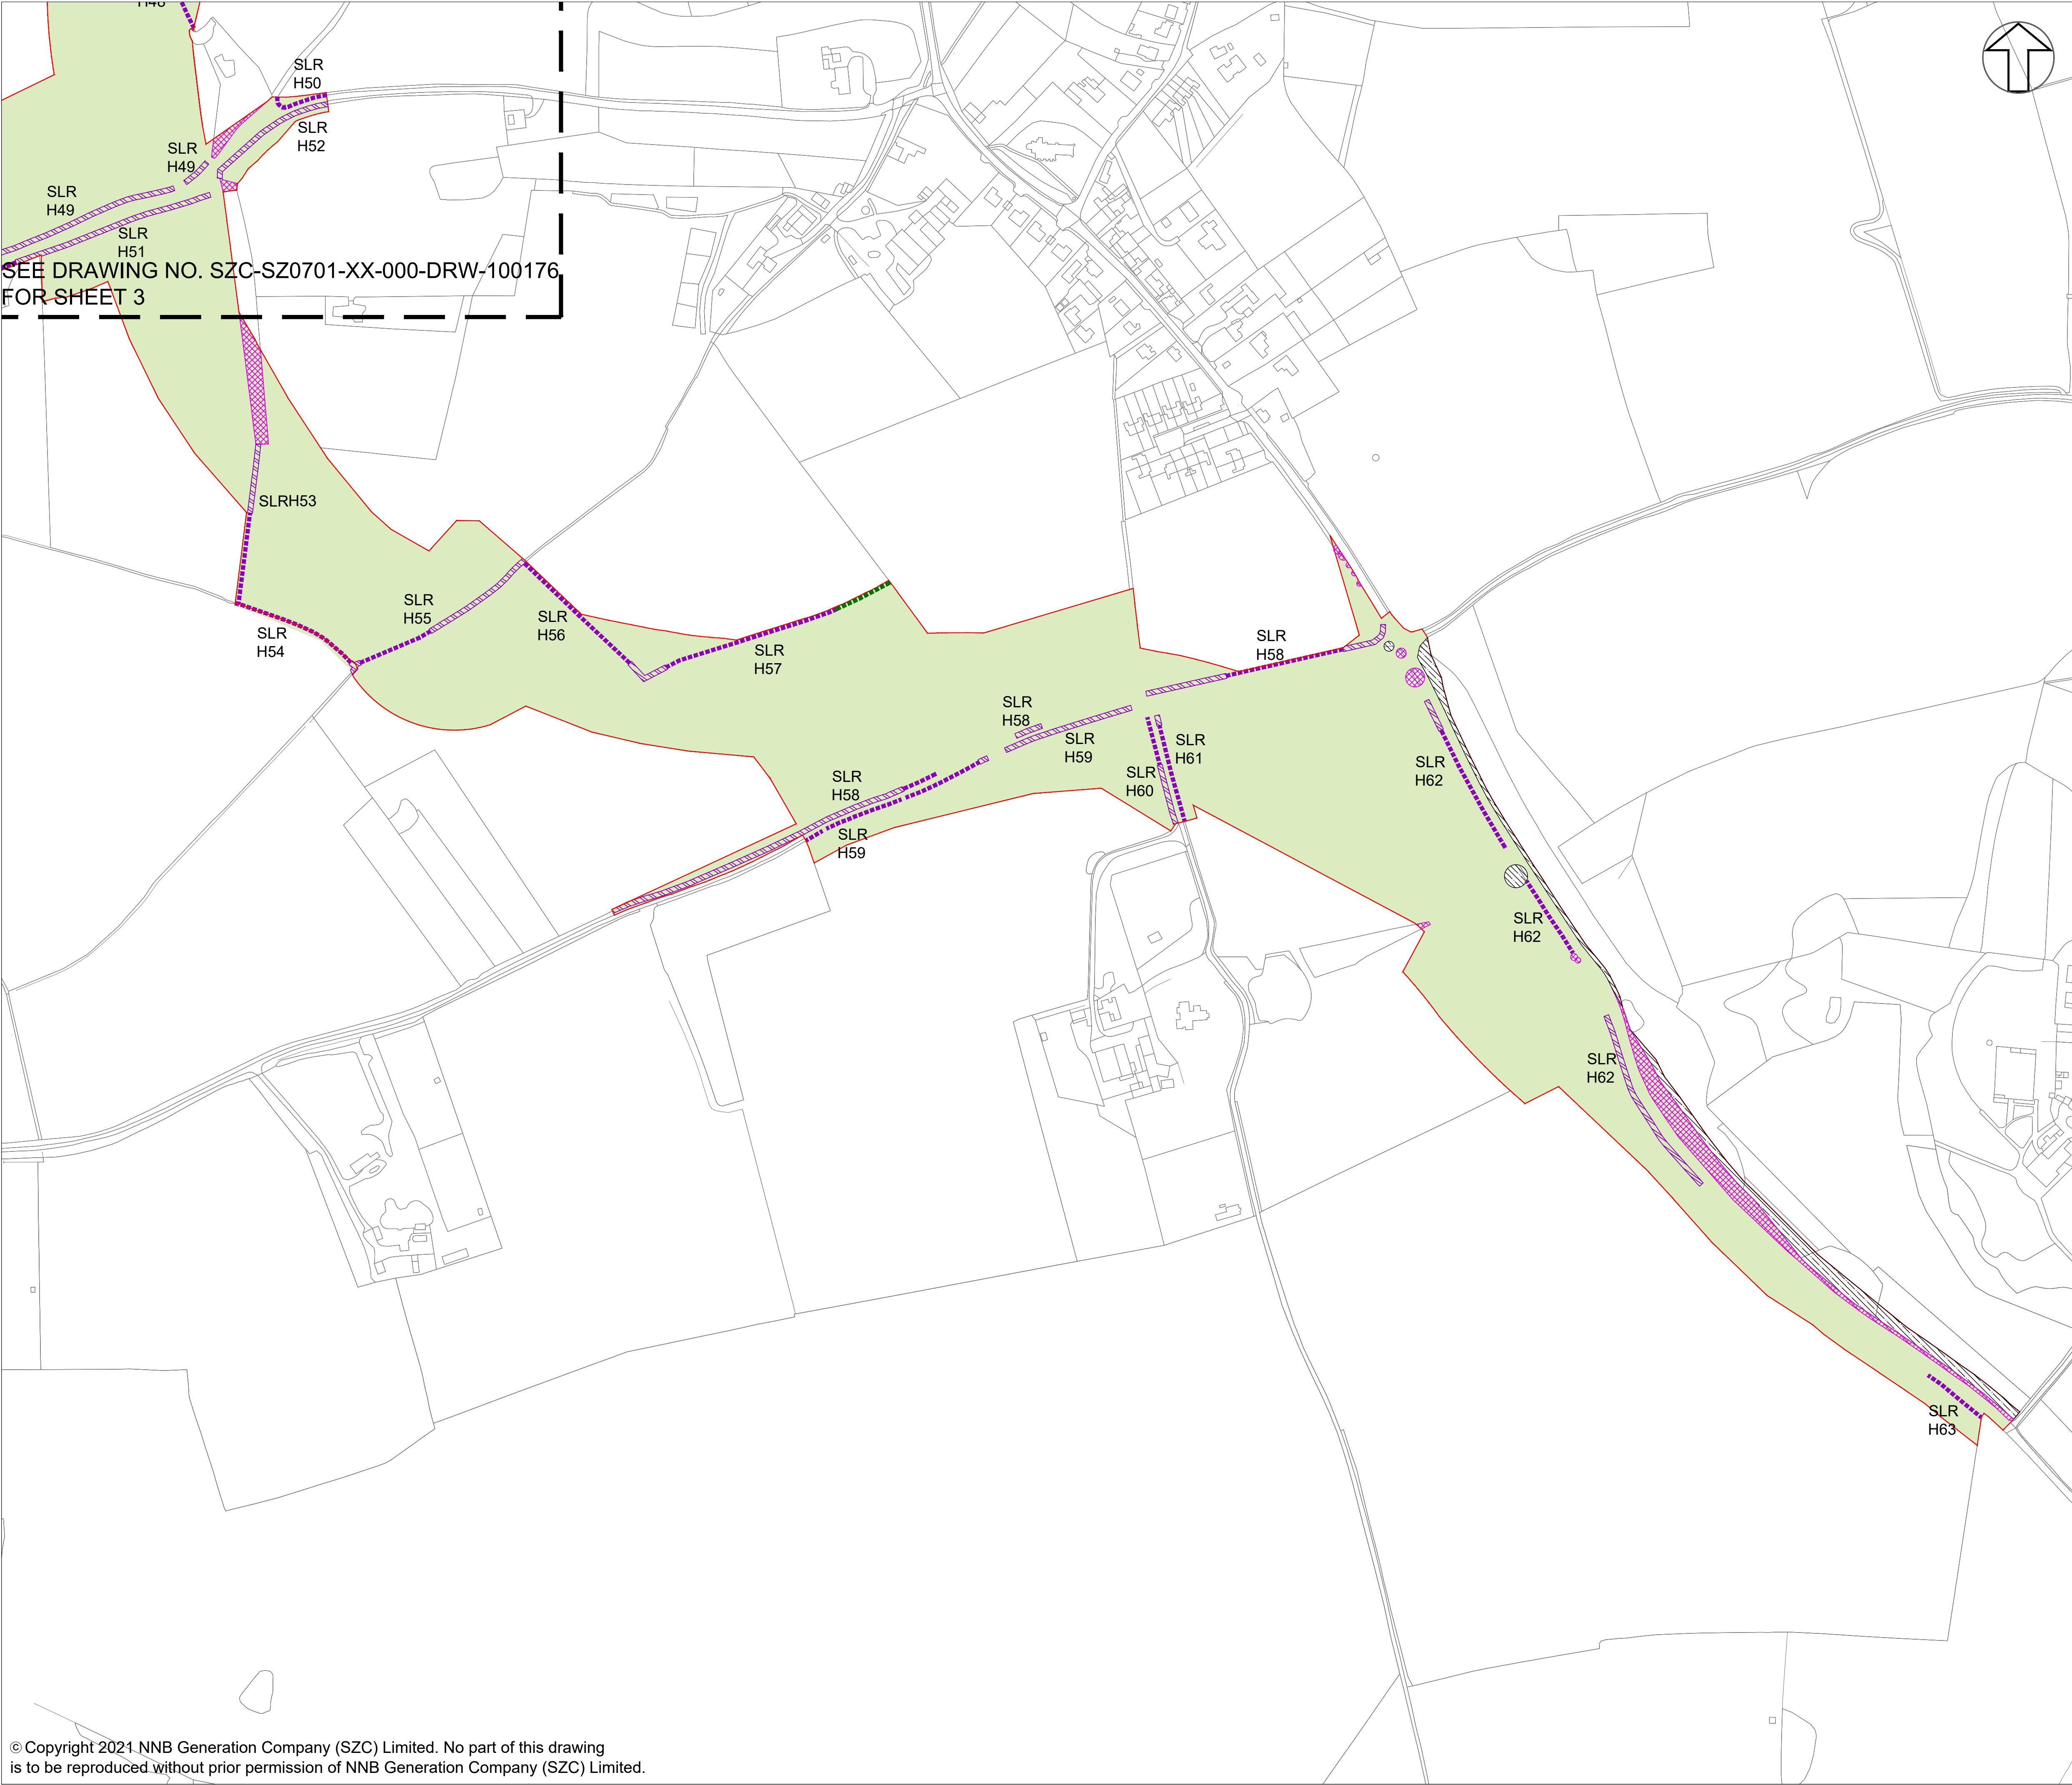 H48
SLR
H50
SLR
H52
SLR
H49
SLR
H49
SLR
H51
SEE DRAWING NO. SZC-SZ0701-XX-000-DRW-100176
FOR SHEET 3
SLRH53
SLR
H54
SLR
H55
SLR
H56
SLR
H57
SLR
H58
SLR
H58
SLR
H59
SLR
H61
SLR
H60
SLR
H62
SLR
H58
SLR
H59
SLR
H62
SLR
H62
SLR
H63
© Copyright 2021 NNB Generation Company (SZC) Limited. No part of this drawing
is to be reproduced without prior permission of NNB Generation Company (SZC) Limited.